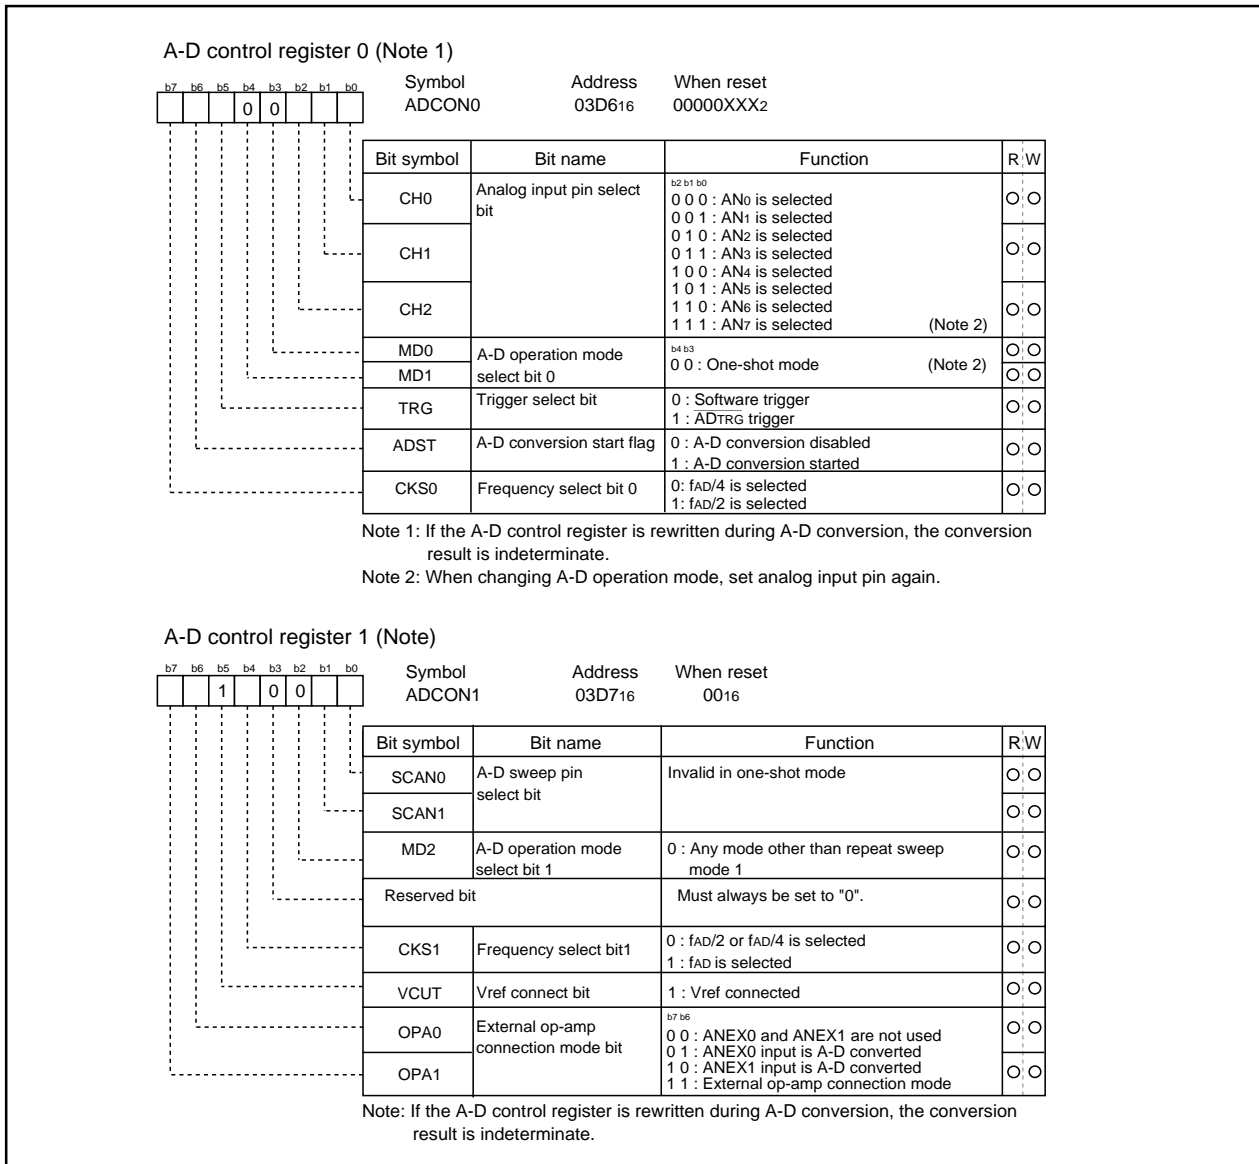 A-D control register 0 (Note 1)
Symbol Address When reset
ADCON0 03D616 00000XXX2
b7 b6 b5 b4 b3 b2 b1 b0
0 0
Bit symbol Bit name Function R W
CH0 Analog input pin select bit
b2 b1 b0
0 0 0 : AN0 is selected
0 0 1 : AN1 is selected
0 1 0 : AN2 is selected
CH1
0 1 1 : AN3 is selected
1 0 0 : AN4 is selected
1 0 1 : AN5 is selected
CH2
1 1 0 : AN6 is selected
1 1 1 : AN7 is selected (Note 2)
MD0 A-D operation mode
MD1 select bit 0
b4 b3
0 0 : One-shot mode (Note 2)
TRG Trigger select bit 0 : Software trigger
1 : ADTRG trigger
ADST A-D conversion start flag 0 : A-D conversion disabled
1 : A-D conversion started
CKS0 Frequency select bit 0 0: fAD/4 is selected
1: fAD/2 is selected
Note 1: If the A-D control register is rewritten during A-D conversion, the conversion
result is indeterminate.
Note 2: When changing A-D operation mode, set analog input pin again.
A-D control register 1 (Note)
Symbol Address When reset
ADCON1 03D716 0016
b7 b6 b5 b4 b3 b2 b1 b0
1 0 0
Bit symbol Bit name Function R W
SCAN0 A-D sweep pin Invalid in one-shot mode
select bit
SCAN1
MD2 A-D operation mode 0 : Any mode other than repeat sweep
select bit 1 mode 1
Reserved bit Must always be set to "0".
CKS1 Frequency select bit1 0 : fAD/2 or fAD/4 is selected
1 : fAD is selected
VCUT Vref connect bit 1 : Vref connected
OPA0 External op-amp
connection mode bit
b7 b6
0 0 : ANEX0 and ANEX1 are not used
0 1 : ANEX0 input is A-D converted
OPA1
1 0 : ANEX1 input is A-D converted
1 1 : External op-amp connection mode
Note: If the A-D control register is rewritten during A-D conversion, the conversion
result is indeterminate.